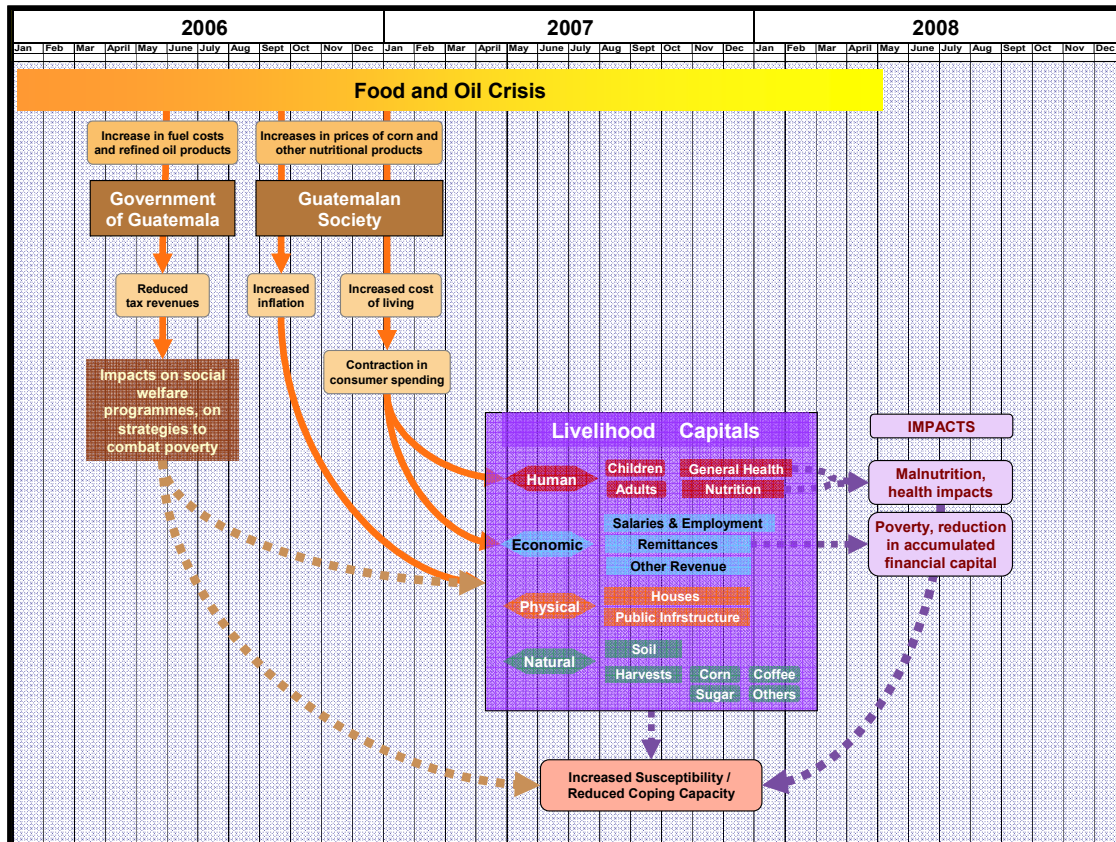 2006 2007 2008
Jan Feb Mar April May June July Aug Sept Oct Nov Dec Jan Feb Mar April May June July Aug Sept Oct Nov Dec Jan Feb Mar April May June July Aug Sept Oct Nov Dec
Food and Oil Crisis
Increase in fuel costs
and refined oil products
Increases in prices of corn and
other nutritional products
Government
of Guatemala
Guatemalan
Society
Reduced
tax revenues
Increased
inflation
Increased cost
of living
Contraction in
consumer spending
Impacts on social
welfare
programmes, on
strategies to
combat poverty
Livelihood Capitals
Human
Children
Adults
General Health
Nutrition
Economic
Salaries & Employment
Remittances
Other Revenue
Physical
Houses
Public Infrstructure
Natural
Soil
Harvests
Corn
Coffee
Sugar
Others
IMPACTS
Malnutrition,
health impacts
Poverty, reduction
in accumulated
financial capital
Increased Susceptibility /
Reduced Coping Capacity